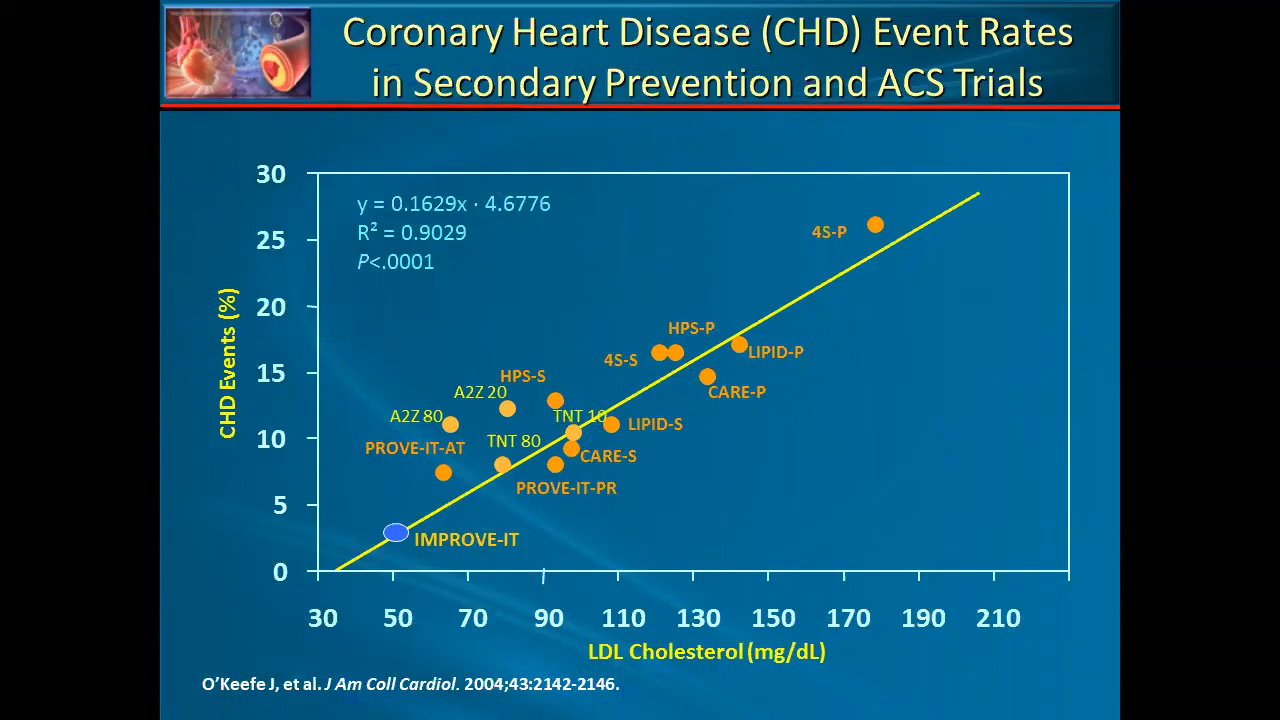 Coronary Heart Disease (CHD) Event Rates
in Secondary Prevention and ACS Trials
30
25
20
15
10
5
0
CHD Events (%)
y = 0.1629x · 4.6776
R² = 0.9029
P<.0001
4S-P
HPS-P
4S-S
LIPID-P
HPS-S
A2Z 20
CARE-P
A2Z 80
TNT 10
LIPID-S
TNT 80
PROVE-IT-AT
CARE-S
PROVE-IT-PR
IMPROVE-IT
30 50 70 90 110 130 150 170 190 210
LDL Cholesterol (mg/dL)
O’Keefe J, et al. J Am Coll Cardiol. 2004;43:2142-2146.